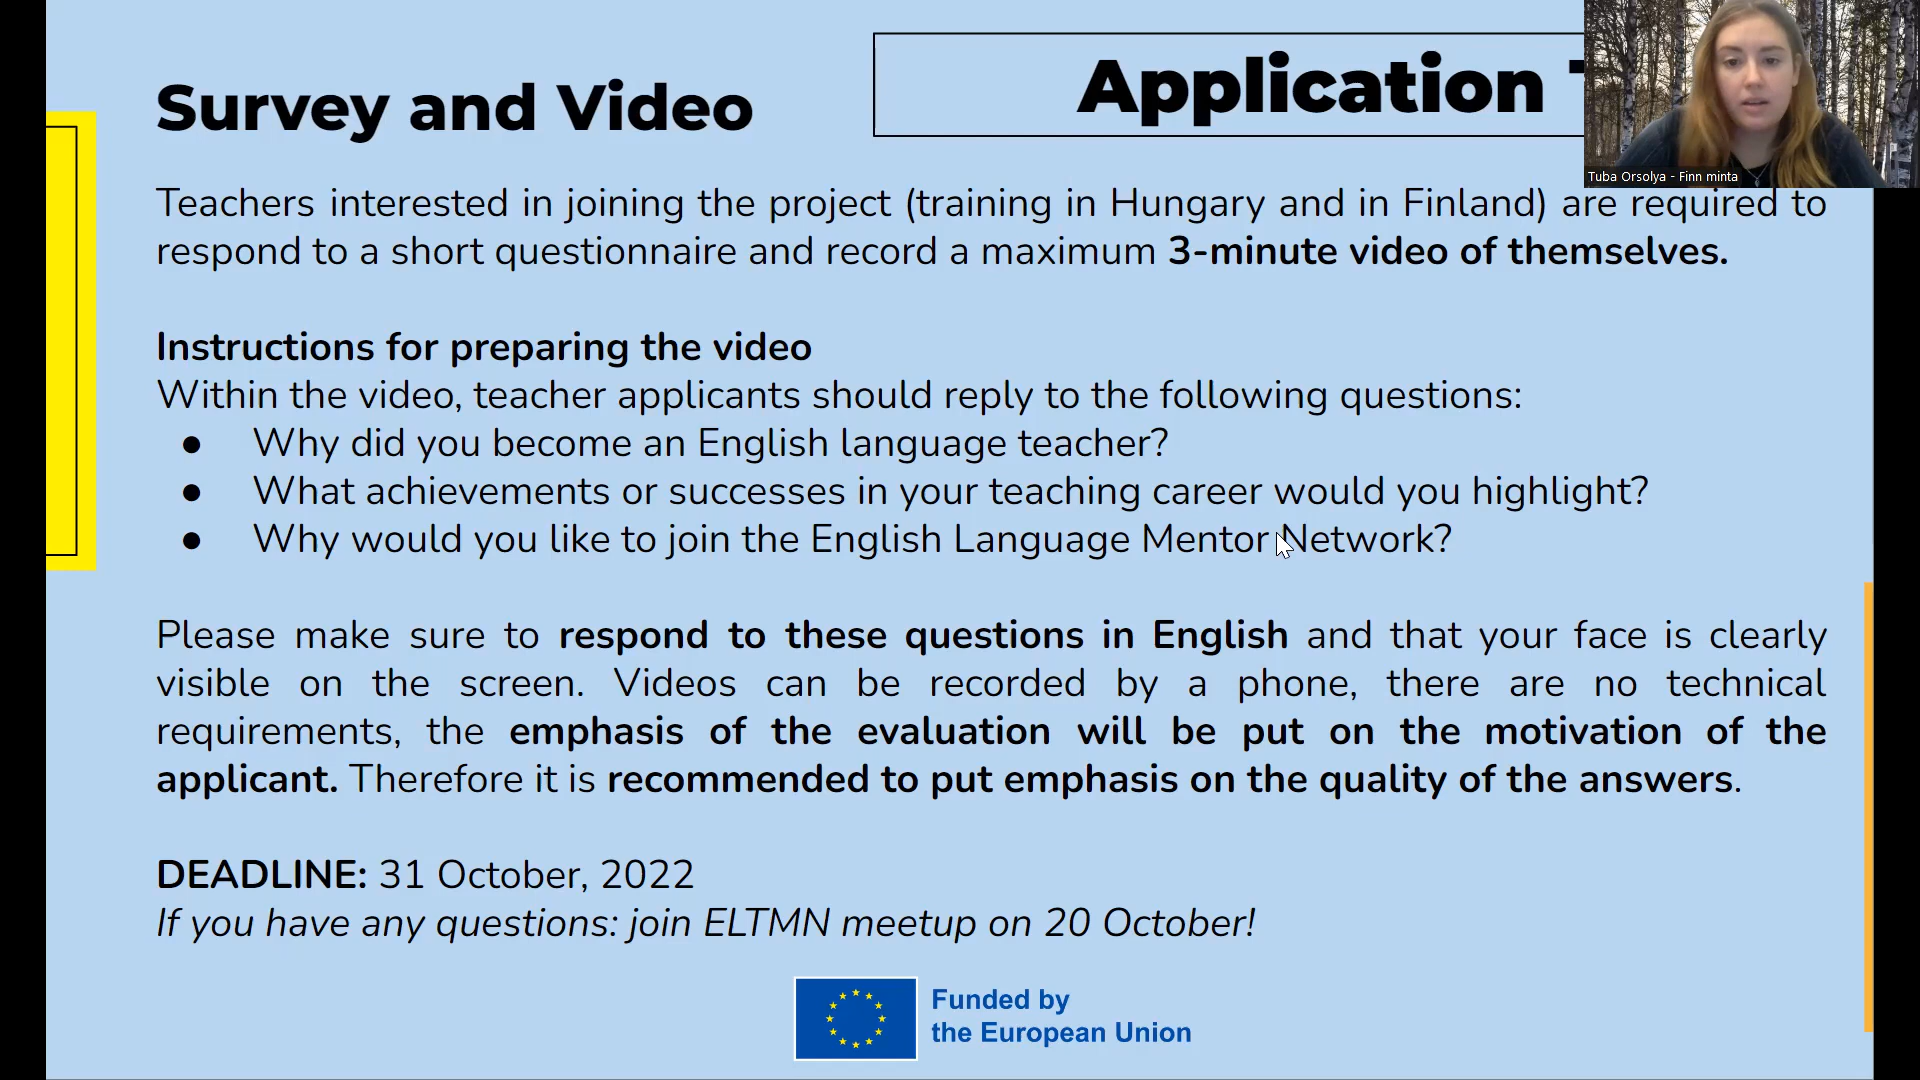 Survey and Video
Application
Tuba Orsolya - Finn minta
Teachers interested in joining the project (training in Hungary and in Finland) are required to
respond to a short questionnaire and record a maximum 3-minute video of themselves.
Instructions for preparing the video
Within the video, teacher applicants should reply to the following questions:
● Why did you become an English language teacher?
● What achievements or successes in your teaching career would you highlight?
● Why would you like to join the English Language Mentor Network?
Please make sure to respond to these questions in English and that your face is clearly
visible on the screen. Videos can be recorded by a phone, there are no technical
requirements, the emphasis of the evaluation will be put on the motivation of the
applicant. Therefore it is recommended to put emphasis on the quality of the answers.
DEADLINE: 31 October, 2022
If you have any questions: join ELTMN meetup on 20 October!
Funded by
the European Union